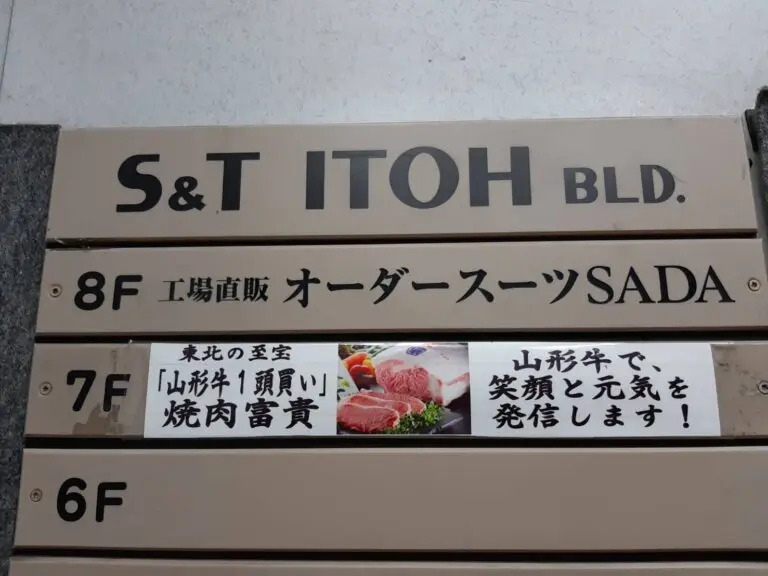 S&T ITOH BLD.
8F 工場直販 オーダースーツSADA
7F
東北の至宝
「山形牛1頭買い」
焼肉富貴
山形牛で、
笑顔と元気を
発信します!
6F